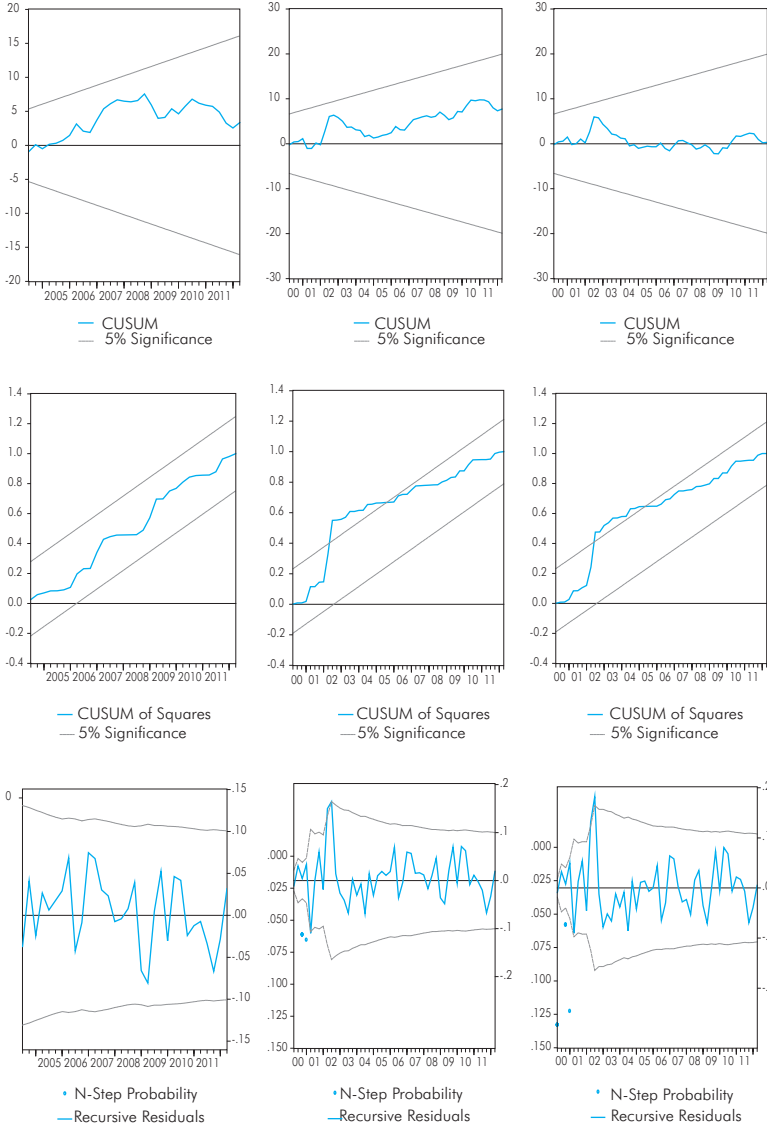 20
15
10
5
0
-5
-10
-15
-20
2005 2006 2007 2008 2009 2010 2011
CUSUM
5% Significance
30
20
10
0
-10
-20
-30
00 01 02 03 04 05 06 07 08 09 10 11
CUSUM
5% Significance
30
20
10
0
-10
-20
-30
00 01 02 03 04 05 06 07 08 09 10 11
CUSUM
5% Significance
1.4
1.2
1.0
0.8
0.6
0.4
0.2
0.0
-0.2
-0.4
2005 2006 2007 2008 2009 2010 2011
CUSUM of Squares
5% Significance
1.4
1.2
1.0
0.8
0.6
0.4
0.2
0.0
-0.2
-0.4
00 01 02 03 04 05 06 07 08 09 10 11
CUSUM of Squares
5% Significance
1.4
1.2
1.0
0.8
0.6
0.4
0.2
0.0
-0.2
-0.4
00 01 02 03 04 05 06 07 08 09 10 11
CUSUM of Squares
5% Significance
0
.15
.10
.05
.00
-.05
-.10
-.15
2005 2006 2007 2008 2009 2010 2011
N-Step Probability
Recursive Residuals
.000
.025
.050
.075
.100
.125
.150
.2
.1
.0
-.1
-.2
00 01 02 03 04 05 06 07 08 09 10 11
N-Step Probability
Recursive Residuals
.000
.025
.050
.075
.100
.125
.150
00 01 02 03 04 05 06 07 08 09 10 11
N-Step Probability
Recursive Residuals